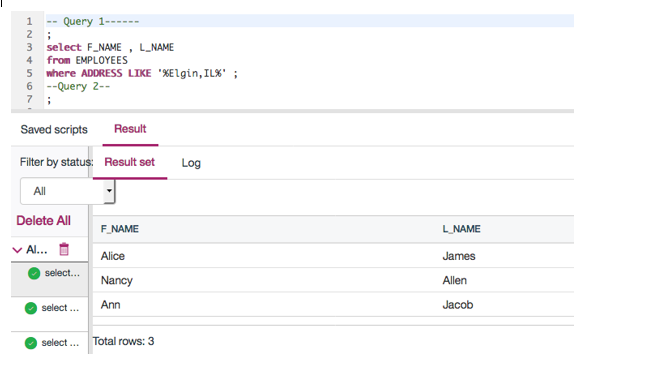 1 -- Query 1------
2 ;
3 select F_NAME , L_NAME
4 from EMPLOYEES
5 where ADDRESS LIKE '%Elgin,IL%' ;
6 --Query 2--
7 ;
Saved scripts Result
Filter by status: Result set Log
All
Delete All
F_NAME L_NAME
Al...
Alice James
select...
Nancy Allen
select ...
Ann Jacob
select ...
Total rows: 3